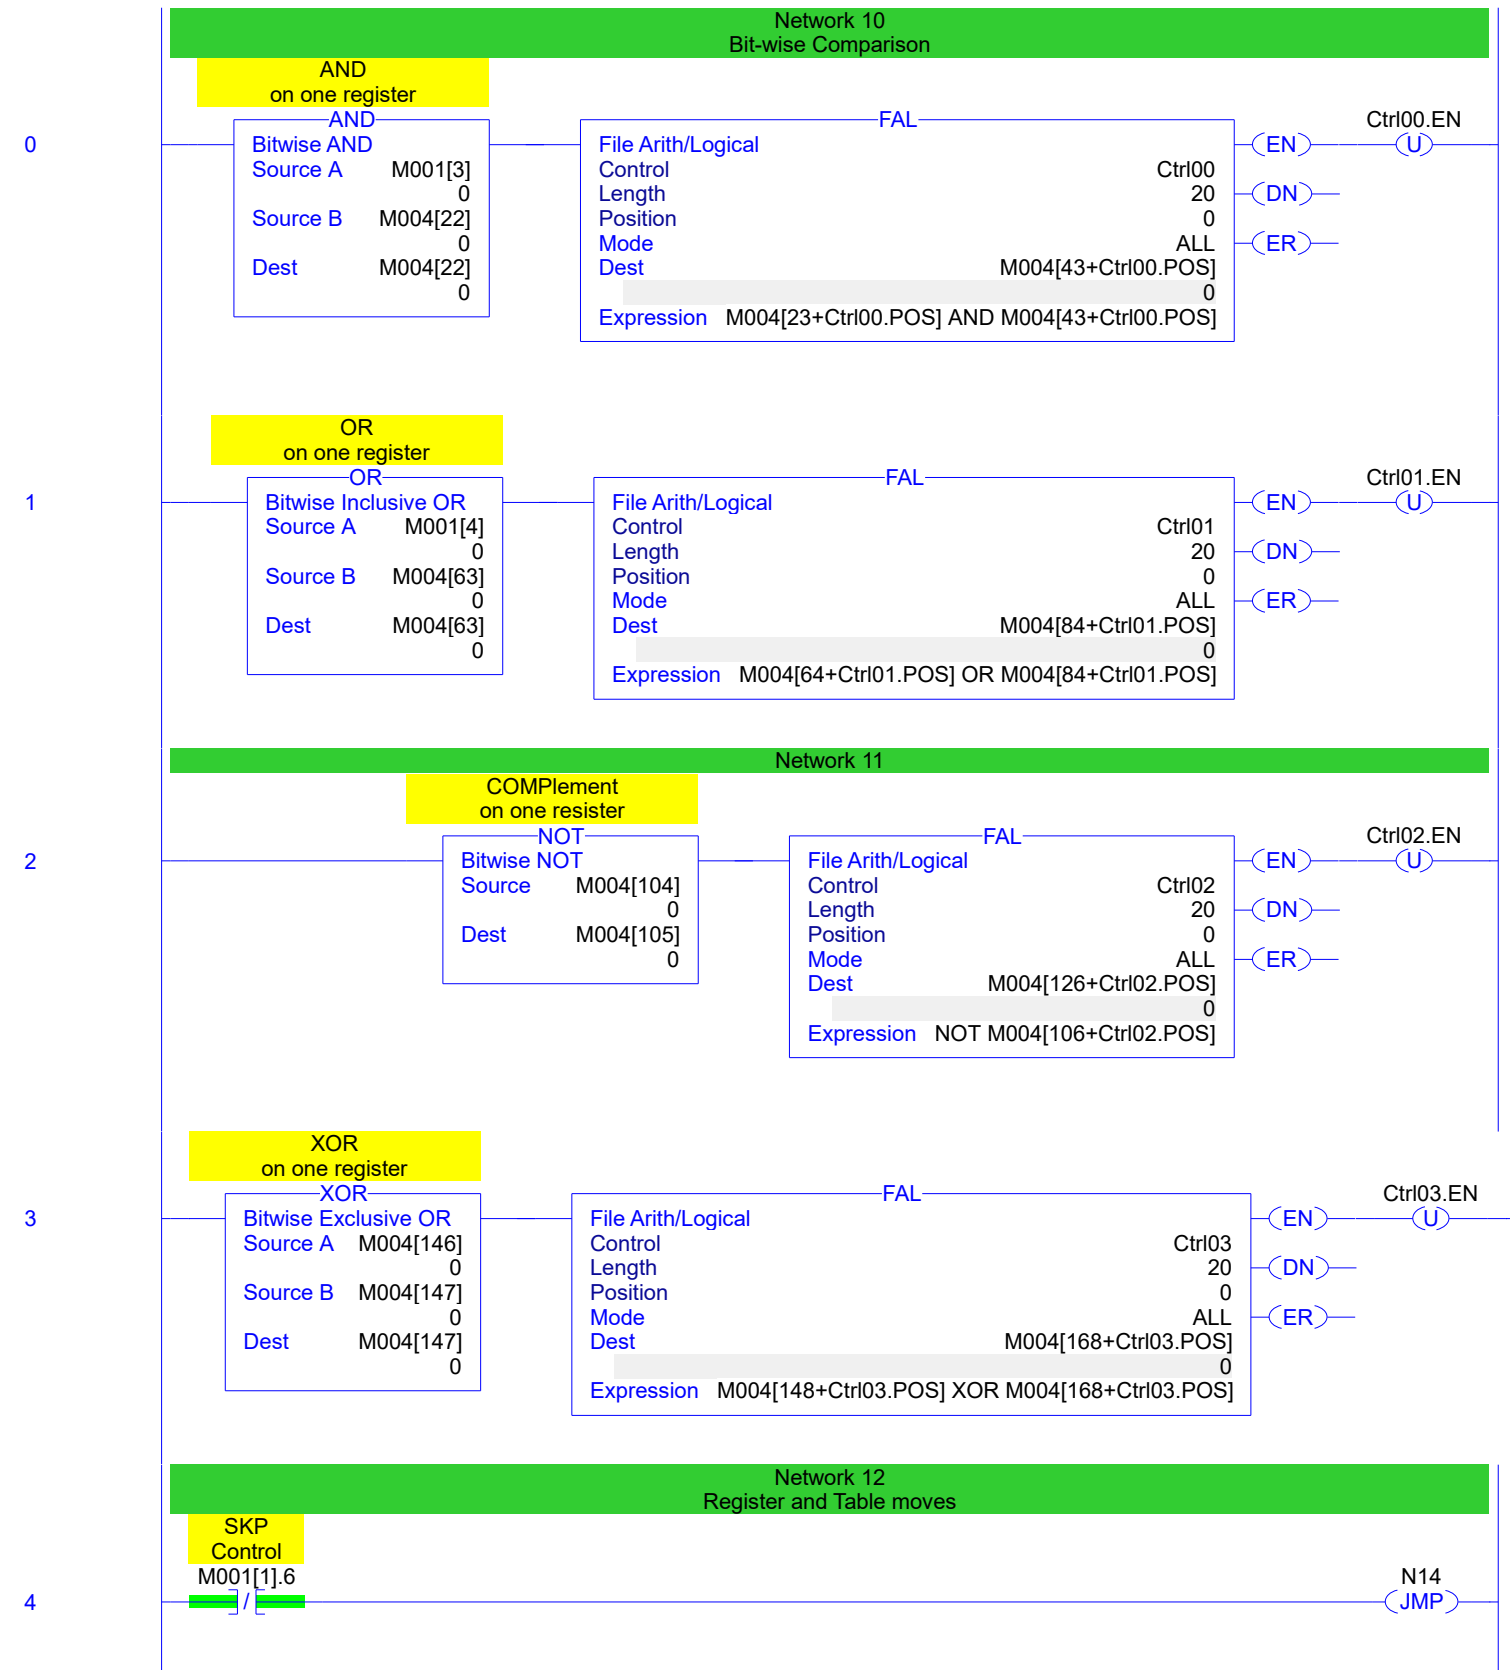 Network 10
Bit-wise Comparison
AND
on one register
0
AND
Bitwise AND
Source A M001[3]
0
Source B M004[22]
0
Dest M004[22]
0
FAL
File Arith/Logical
Control Ctrl00
Length 20
Position 0
Mode ALL
Dest M004[43+Ctrl00.POS]
0
Expression M004[23+Ctrl00.POS] AND M004[43+Ctrl00.POS]
EN
DN
ER
Ctrl00.EN
U
OR
on one register
1
OR
Bitwise Inclusive OR
Source A M001[4]
0
Source B M004[63]
0
Dest M004[63]
0
FAL
File Arith/Logical
Control Ctrl01
Length 20
Position 0
Mode ALL
Dest M004[84+Ctrl01.POS]
0
Expression M004[64+Ctrl01.POS] OR M004[84+Ctrl01.POS]
EN
DN
ER
Ctrl01.EN
U
Network 11
COMPlement
on one resister
2
NOT
Bitwise NOT
Source M004[104]
0
Dest M004[105]
0
FAL
File Arith/Logical
Control Ctrl02
Length 20
Position 0
Mode ALL
Dest M004[126+Ctrl02.POS]
0
Expression NOT M004[106+Ctrl02.POS]
EN
DN
ER
Ctrl02.EN
U
XOR
on one register
3
XOR
Bitwise Exclusive OR
Source A M004[146]
0
Source B M004[147]
0
Dest M004[147]
0
FAL
File Arith/Logical
Control Ctrl03
Length 20
Position 0
Mode ALL
Dest M004[168+Ctrl03.POS]
0
Expression M004[148+Ctrl03.POS] XOR M004[168+Ctrl03.POS]
EN
DN
ER
Ctrl03.EN
U
Network 12
Register and Table moves
SKP
Control
M001[1].6
4
/
N14
JMP